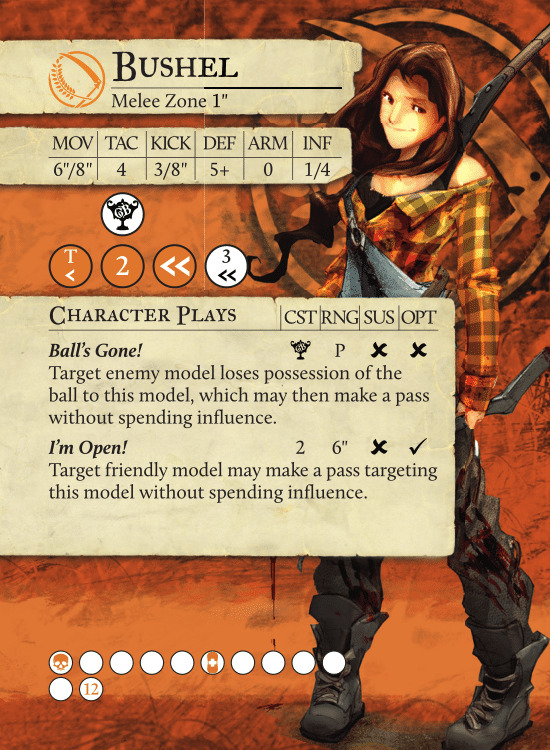 Bushel
Melee Zone 1"
MOV TAC KICK DEF ARM INF
6"/8" 4 3/8" 5+ 0 1/4
GB
T 2 3
Character Plays CST RNG SUS OPT
Ball's Gone! GB P ✘ ✘
Target enemy model loses possession of the
ball to this model, which may then make a pass
without spending influence.
I'm Open! 2 6" ✘ ✓
Target friendly model may make a pass targeting
this model without spending influence.
12